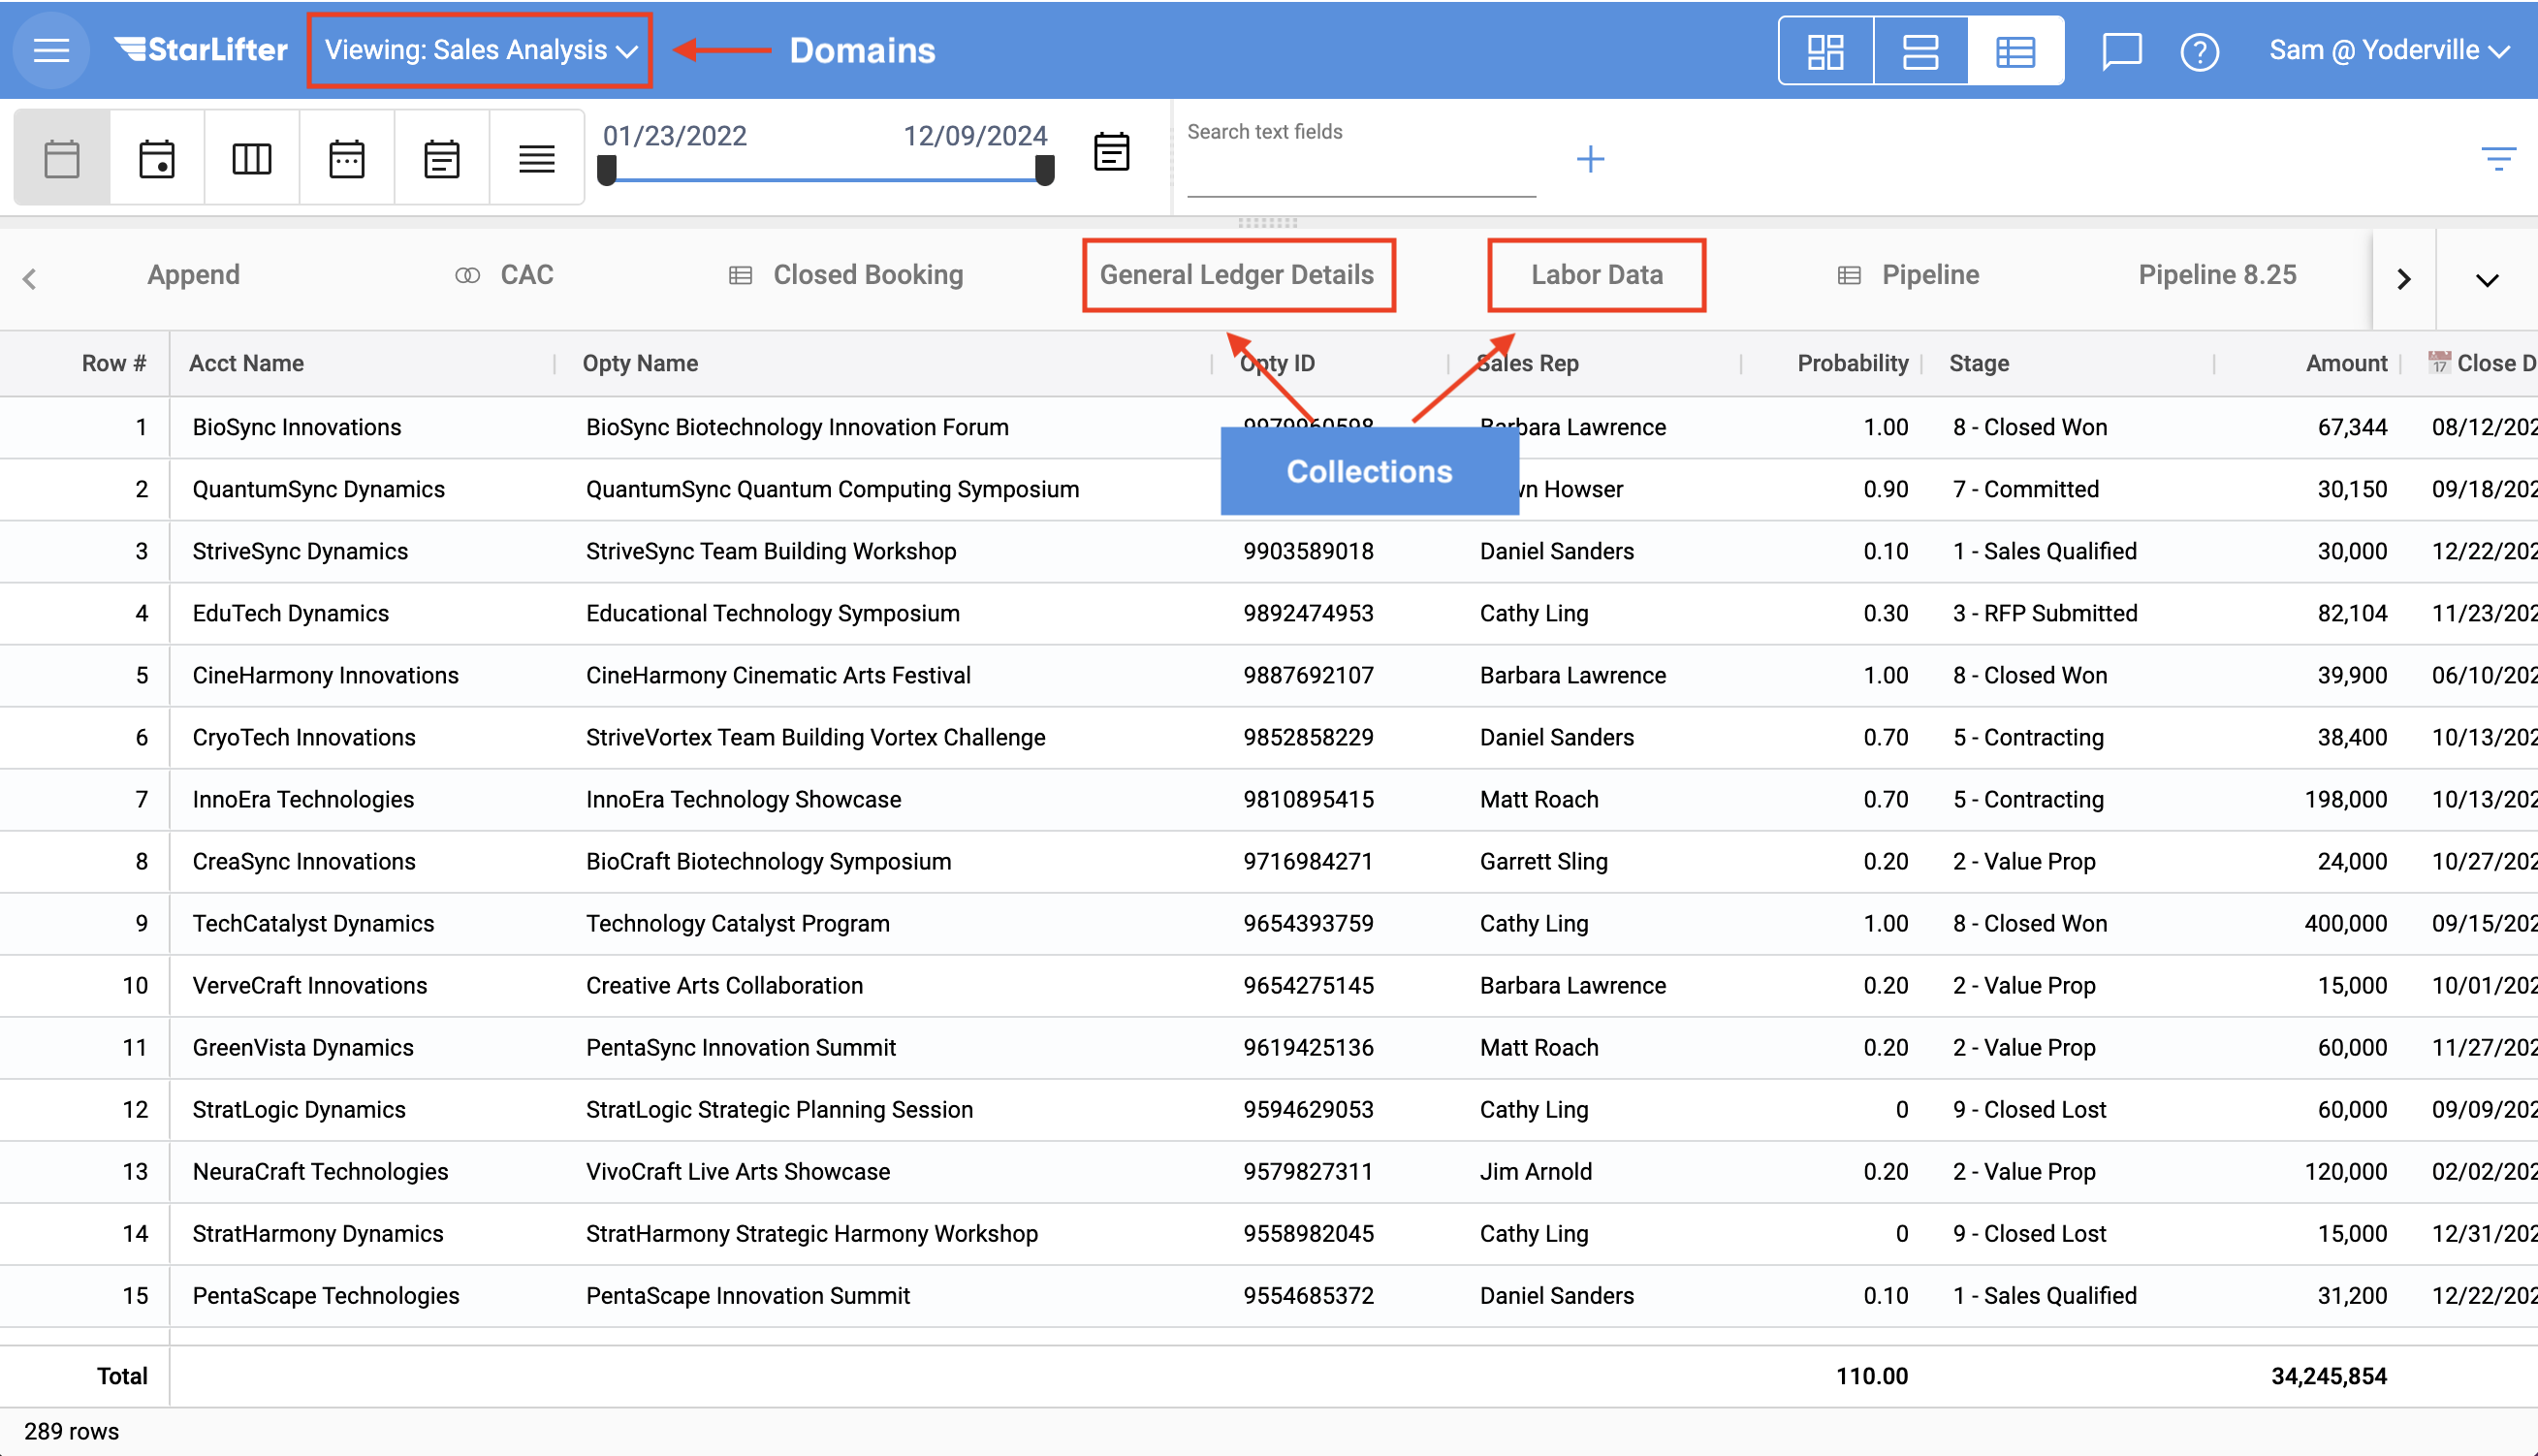 StarLifter Viewing: Sales Analysis Domains Sam @ Yoderville
01/23/2022 12/09/2024 Search text fields
Append CAC Closed Booking General Ledger Details Labor Data Pipeline Pipeline 8.25
Row # Acct Name Opty Name Opty ID Sales Rep Probability Stage Amount 17 Close D
1 BioSync Innovations BioSync Biotechnology Innovation Forum 9979960598 Barbara Lawrence 1.00 8 - Closed Won 67,344 08/12/202
Collections
2 QuantumSync Dynamics QuantumSync Quantum Computing Symposium wn Howser 0.90 7 - Committed 30,150 09/18/202
3 StriveSync Dynamics StriveSync Team Building Workshop 9903589018 Daniel Sanders 0.10 1 - Sales Qualified 30,000 12/22/202
4 EduTech Dynamics Educational Technology Symposium 9892474953 Cathy Ling 0.30 3 - RFP Submitted 82,104 11/23/202
5 CineHarmony Innovations CineHarmony Cinematic Arts Festival 9887692107 Barbara Lawrence 1.00 8 - Closed Won 39,900 06/10/202
6 CryoTech Innovations StriveVortex Team Building Vortex Challenge 9852858229 Daniel Sanders 0.70 5 - Contracting 38,400 10/13/202
7 InnoEra Technologies InnoEra Technology Showcase 9810895415 Matt Roach 0.70 5 - Contracting 198,000 10/13/202
8 CreaSync Innovations BioCraft Biotechnology Symposium 9716984271 Garrett Sling 0.20 2 - Value Prop 24,000 10/27/202
9 TechCatalyst Dynamics Technology Catalyst Program 9654393759 Cathy Ling 1.00 8 - Closed Won 400,000 09/15/202
10 VerveCraft Innovations Creative Arts Collaboration 9654275145 Barbara Lawrence 0.20 2 - Value Prop 15,000 10/01/202
11 GreenVista Dynamics PentaSync Innovation Summit 9619425136 Matt Roach 0.20 2 - Value Prop 60,000 11/27/202
12 StratLogic Dynamics StratLogic Strategic Planning Session 9594629053 Cathy Ling 0 9 - Closed Lost 60,000 09/09/202
13 NeuraCraft Technologies VivoCraft Live Arts Showcase 9579827311 Jim Arnold 0.20 2 - Value Prop 120,000 02/02/202
14 StratHarmony Dynamics StratHarmony Strategic Harmony Workshop 9558982045 Cathy Ling 0 9 - Closed Lost 15,000 12/31/202
15 PentaScape Technologies PentaScape Innovation Summit 9554685372 Daniel Sanders 0.10 1 - Sales Qualified 31,200 12/22/202
Total 110.00 34,245,854
289 rows